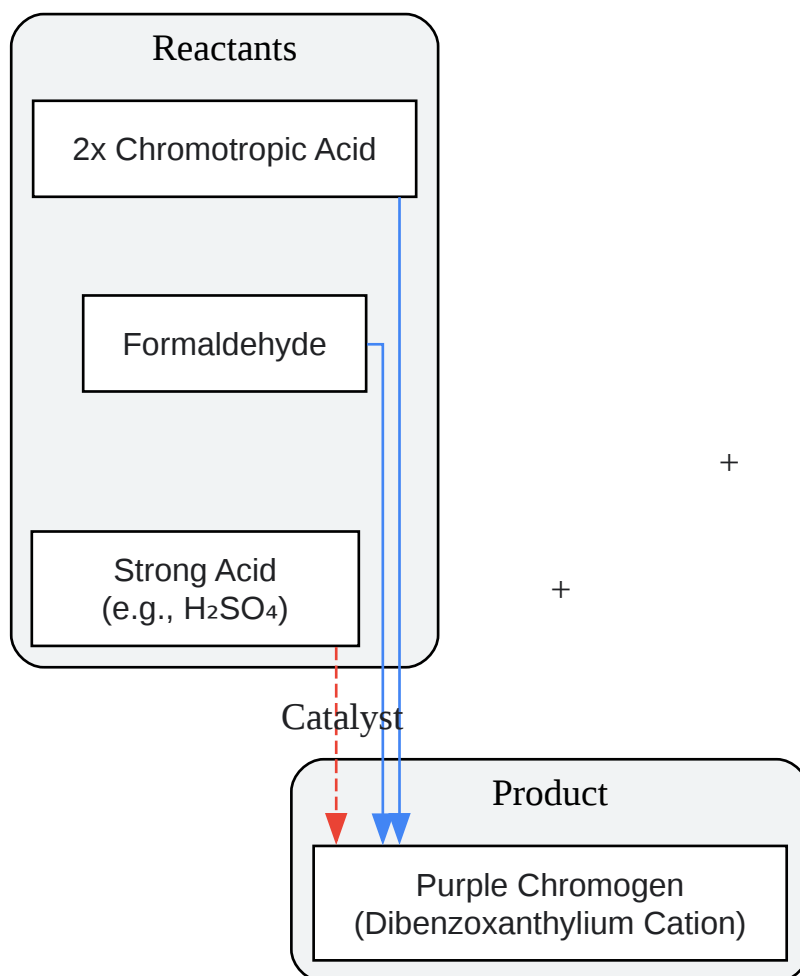 Reactants
2x Chromotropic Acid
Formaldehyde
+
Strong Acid
(e.g., H₂SO₄)
+
Catalyst
Product
Purple Chromogen
(Dibenzoxanthylium Cation)